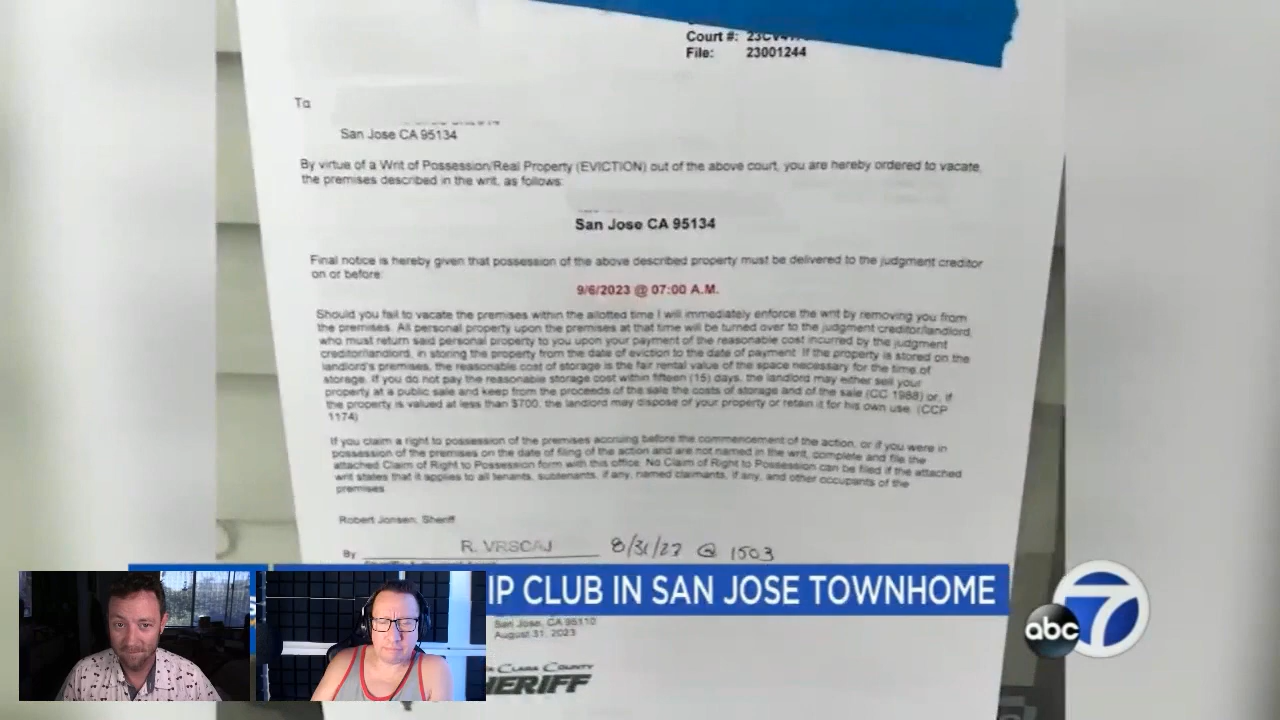 Court #:
File: 23001244
To
San Jose CA 95134
By virtue of a Writ of Possession/Real Property (EVICTION) out of the above court, you are hereby ordered to vacate
the premises described in the writ, as follows:
San Jose CA 95134
Final notice is hereby given that possession of the above described property must be delivered to the judgment creditor
on or before:
9/6/2023 @ 07:00 A.M.
Should you fail to vacate the premises within the allotted time I will immediately enforce the writ by removing you from
the premises. All personal property upon the premises at that time will be turned over to the judgment creditor/landlord,
who must return said personal property to you upon your payment of the reasonable cost incurred by the judgment
creditor/landlord, in storing the property from the date of eviction to the date of payment. If the property is stored on the
landlord's premises, the reasonable cost of storage is the fair rental value of the space necessary for the time of
storage. If you do not pay the reasonable storage cost within fifteen (15) days, the landlord may either sell your
property at a public sale and keep from the proceeds of the sale the costs of storage and of the sale (CC 1988) or, if
the property is valued at less than $700, the landlord may dispose of your property or retain it for his own use. (CCP
1174)
If you claim a right to possession of the premises accruing before the commencement of the action, or if you were in
possession of the premises on the date of filing of the action and are not named in the writ, complete and file the
attached Claim of Right to Possession form with this office. No Claim of Right to Possession can be filed if the attached
writ states that it applies to all tenants, subtenants, if any, named claimants, if any, and other occupants of the
premises.
Robert Jonsen, Sheriff
By R. VRSCAJ 8/31/23 @ 1503
IP CLUB IN SAN JOSE TOWNHOME
abc 7
San Jose, CA 95110
August 31, 2023
CLARA COUNTY
HERIFF